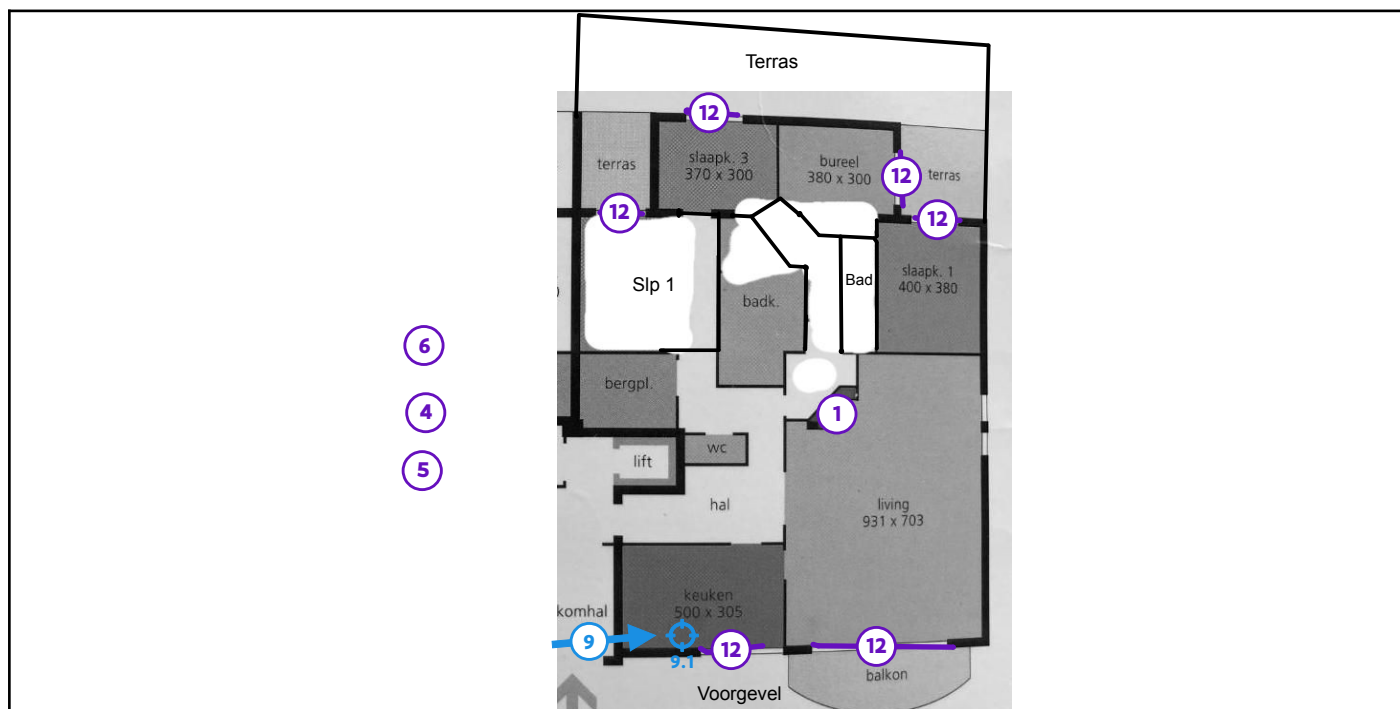 Terras
12
slaapk. 3
370 x 300
bureel
380 x 300
terras
12
terras
12
12
Slp 1
Bad
slaapk. 1
400 x 380
badk.
6
bergpl.
4
1
5
lift
wc
hal
living
931 x 703
keuken
500 x 305
komhal
9
9.1
12
12
balkon
Voorgevel